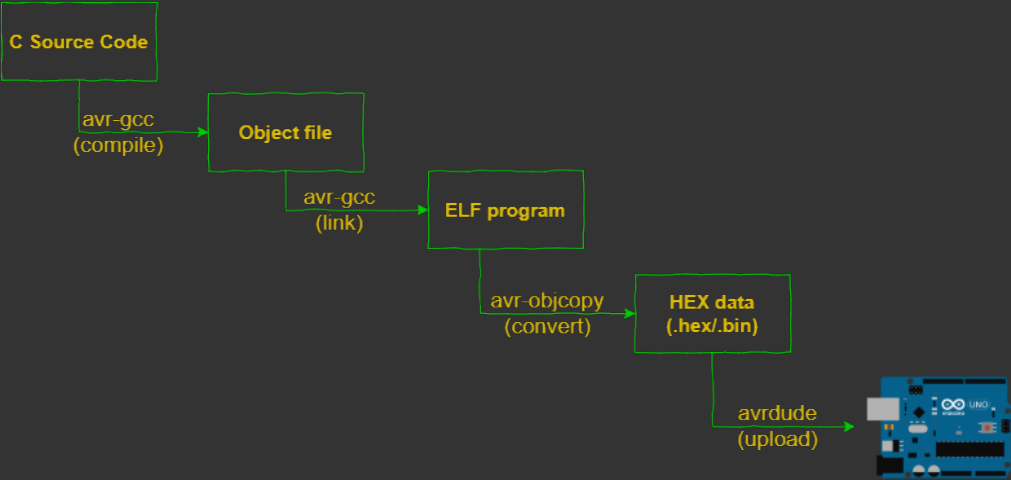 C Source Code
avr-gcc
(compile)
Object file
avr-gcc
(link)
ELF program
avr-objcopy
(convert)
HEX data
(.hex/.bin)
avrdude
(upload)
UNO